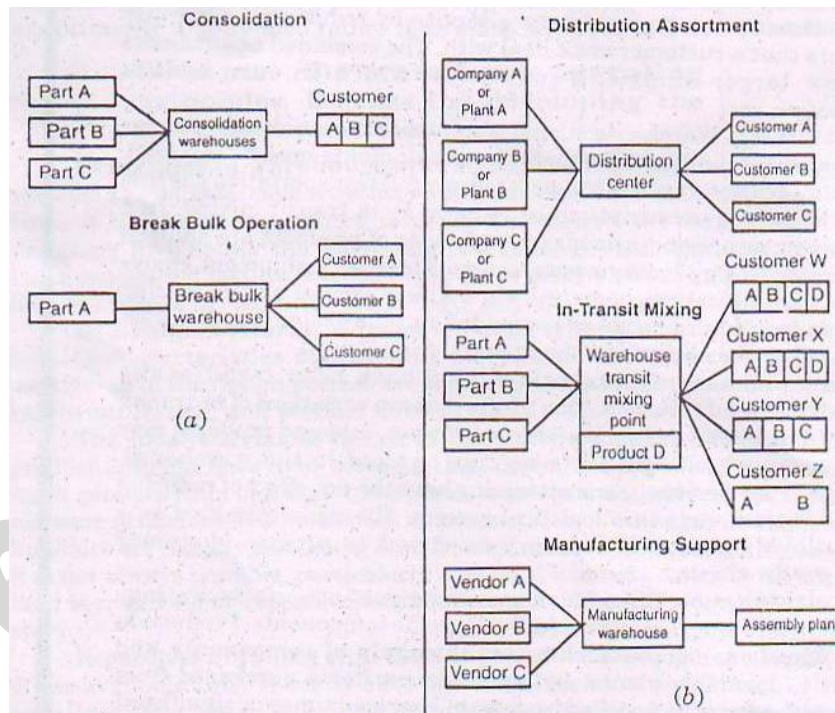 Consolidation
Part A
Part B
Part C
Consolidation
warehouses
Customer
A B C
Break Bulk Operation
Part A
Break bulk
warehouse
Customer A
Customer B
Customer C
(a)
Distribution Assortment
Company A
or
Plant A
Company B
or
Plant B
Company C
or
Plant C
Distribution
center
Customer A
Customer B
Customer C
In-Transit Mixing
Part A
Part B
Part C
Warehouse
transit
mixing
point
Product D
Customer W
A B C D
Customer X
A B C D
Customer Y
A B C
Customer Z
A B
Manufacturing Support
Vendor A
Vendor B
Vendor C
Manufacturing
warehouse
Assembly plan
(b)